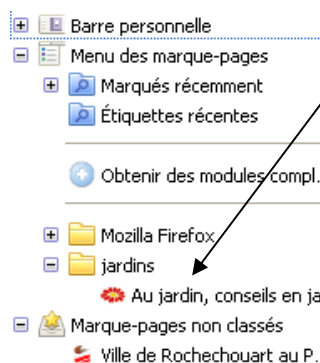 Barre personnelle
Menu des marque-pages
Marqués récemment
Étiquettes récentes
Obtenir des modules compl.
Mozilla Firefox
jardins
Au jardin, conseils en ja
Marque-pages non classés
Ville de Rochechouart au P.